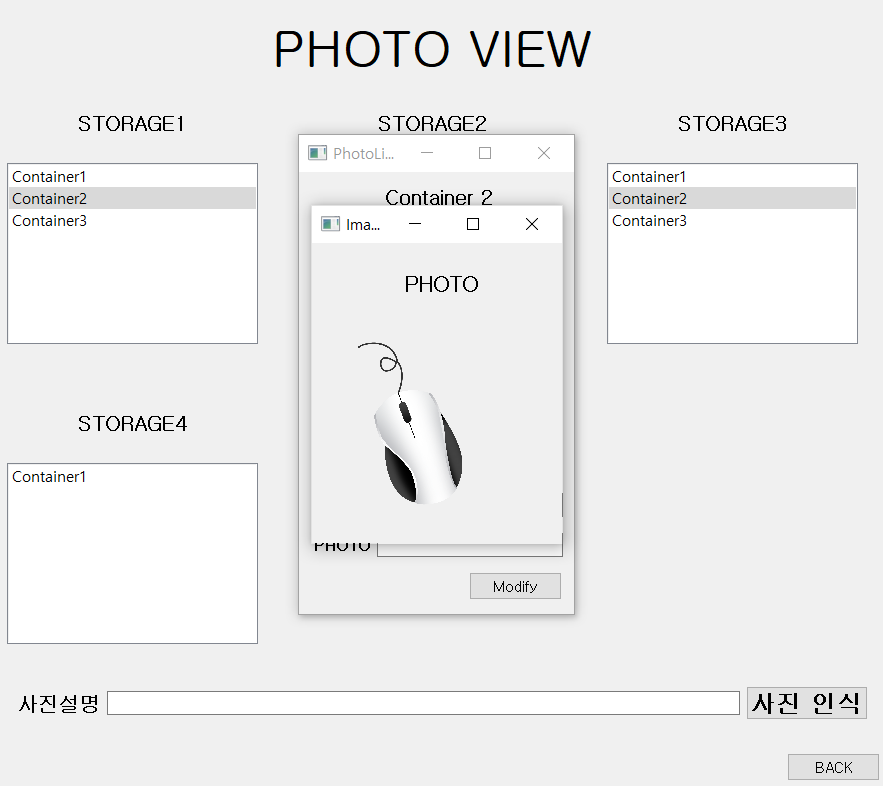 PHOTO VIEW
STORAGE1
STORAGE2
STORAGE3
Container1
Container2
Container3
PhotoLi...
Container 2
Ima...
PHOTO
Container1
Container2
Container3
STORAGE4
Container1
PHOTO
Modify
사진설명
사진 인식
BACK